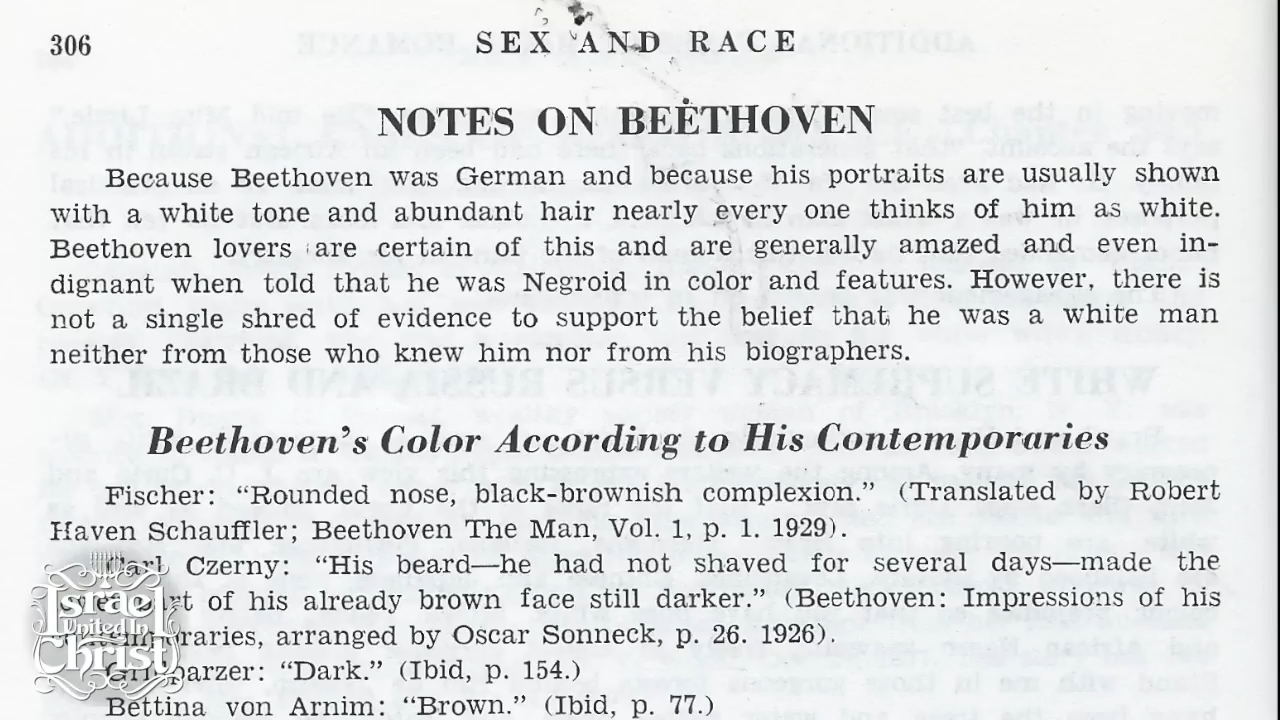 306
SEX AND RACE
NOTES ON BEETHOVEN
Because Beethoven was German and because his portraits are usually shown
with a white tone and abundant hair nearly every one thinks of him as white.
Beethoven lovers are certain of this and are generally amazed and even in-
dignant when told that he was Negroid in color and features. However, there is
not a single shred of evidence to support the belief that he was a white man
neither from those who knew him nor from his biographers.
Beethoven's Color According to His Contemporaries
Fischer: "Rounded nose, black-brownish complexion." (Translated by Robert
Haven Schauffler; Beethoven The Man, Vol. 1, p. 1. 1929).
Carl Czerny: "His beard—he had not shaved for several days—made the
part of his already brown face still darker." (Beethoven: Impressions of his
arranged by Oscar Sonneck, p. 26. 1926).
"Dark." (Ibid, p. 154.)
Bettina von Arnim: "Brown." (Ibid, p. 77.)
Israel
United In
Christ